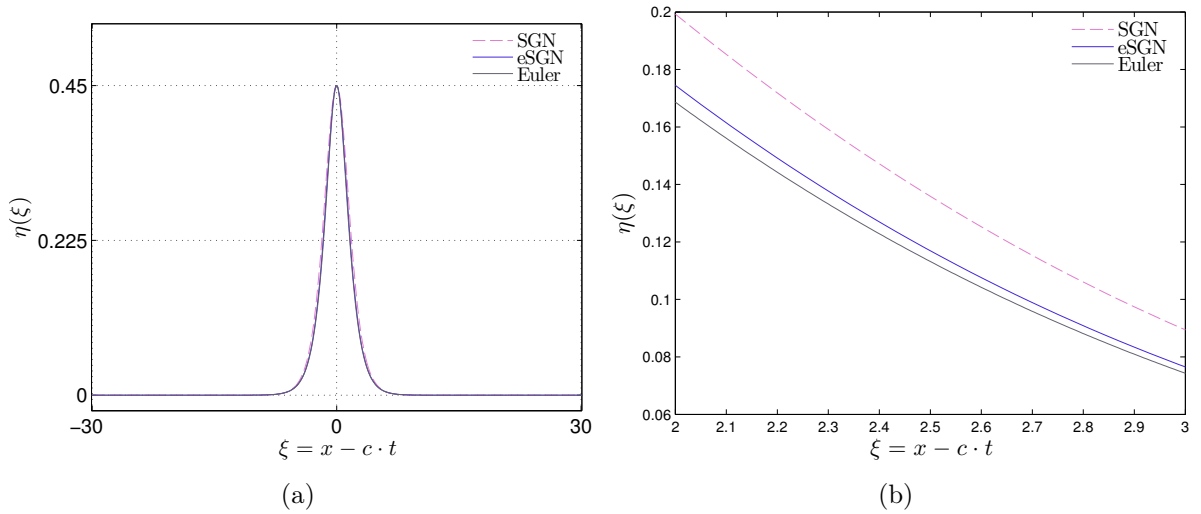 SGN
eSGN
Euler
0.45
0.225
0
η(ξ)
−30
0
30
ξ = x − c · t
(a)
SGN
eSGN
Euler
0.2
0.18
0.16
0.14
0.12
0.1
0.08
0.06
η(ξ)
2
2.1
2.2
2.3
2.4
2.5
2.6
2.7
2.8
2.9
3
ξ = x − c · t
(b)